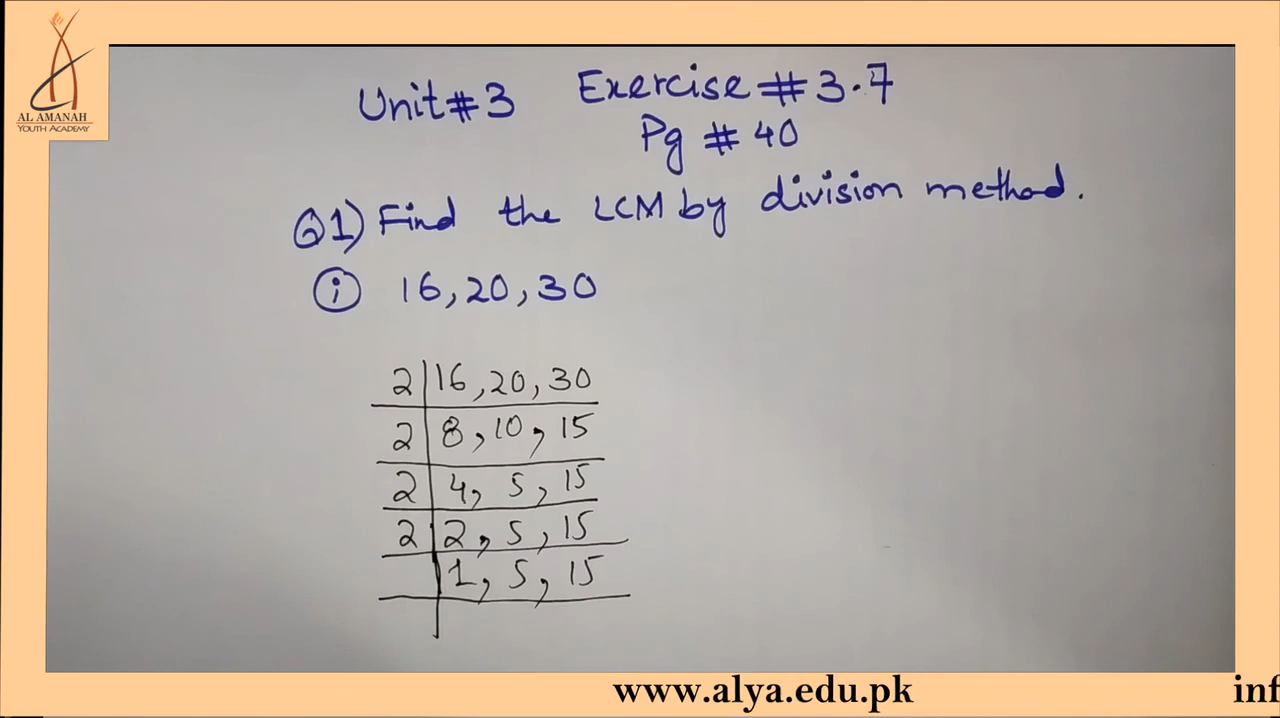 AL AMANAH
YOUTH ACADEMY
Unit # 3 Exercise # 3.7
Pg # 40
Q1) Find the LCM by division method.
(i) 16, 20, 30
2 | 16, 20, 30
2 | 8, 10, 15
2 | 4, 5, 15
2 | 2, 5, 15
| 1, 5, 15
www.alya.edu.pk inf